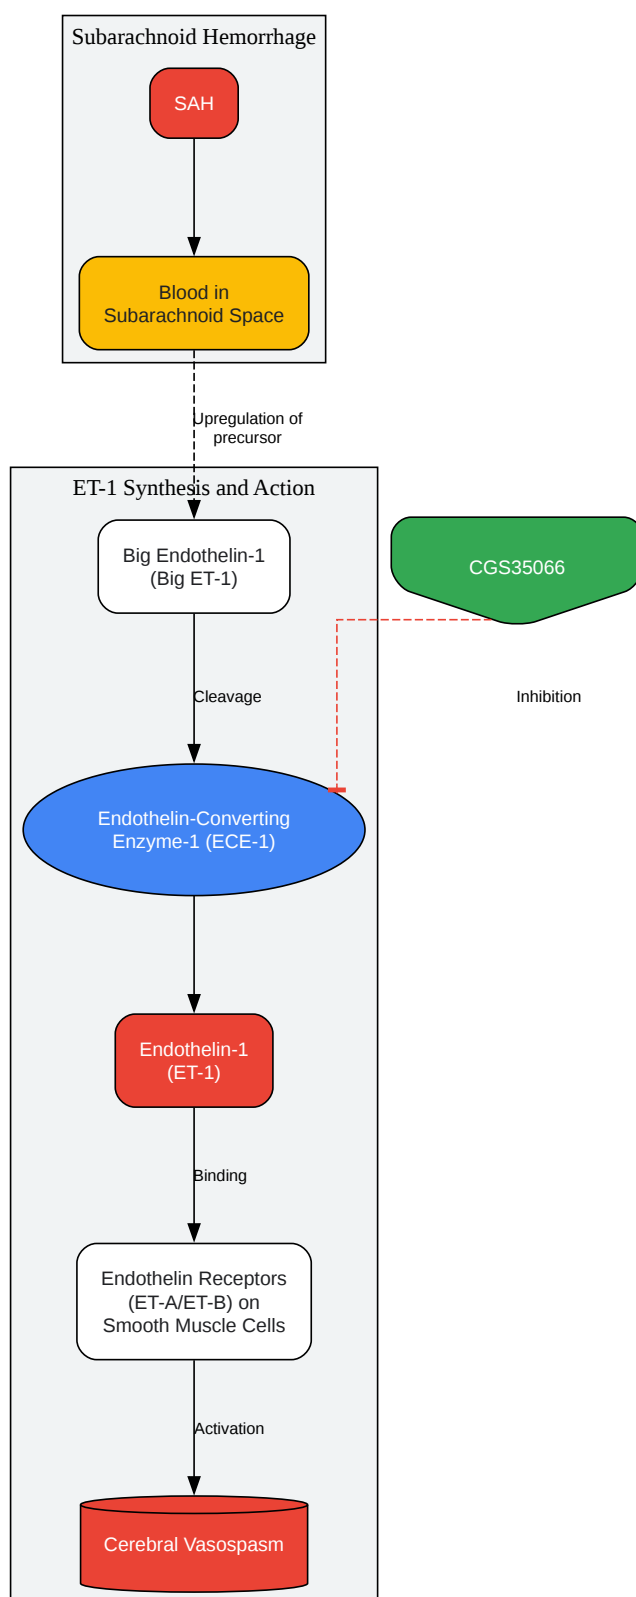 Subarachnoid Hemorrhage
SAH
Blood in
Subarachnoid Space
Upregulation of
precursor
ET-1 Synthesis and Action
Big Endothelin-1
(Big ET-1)
CGS35066
Cleavage
Inhibition
Endothelin-Converting
Enzyme-1 (ECE-1)
Endothelin-1
(ET-1)
Binding
Endothelin Receptors
(ET-A/ET-B) on
Smooth Muscle Cells
Activation
Cerebral Vasospasm